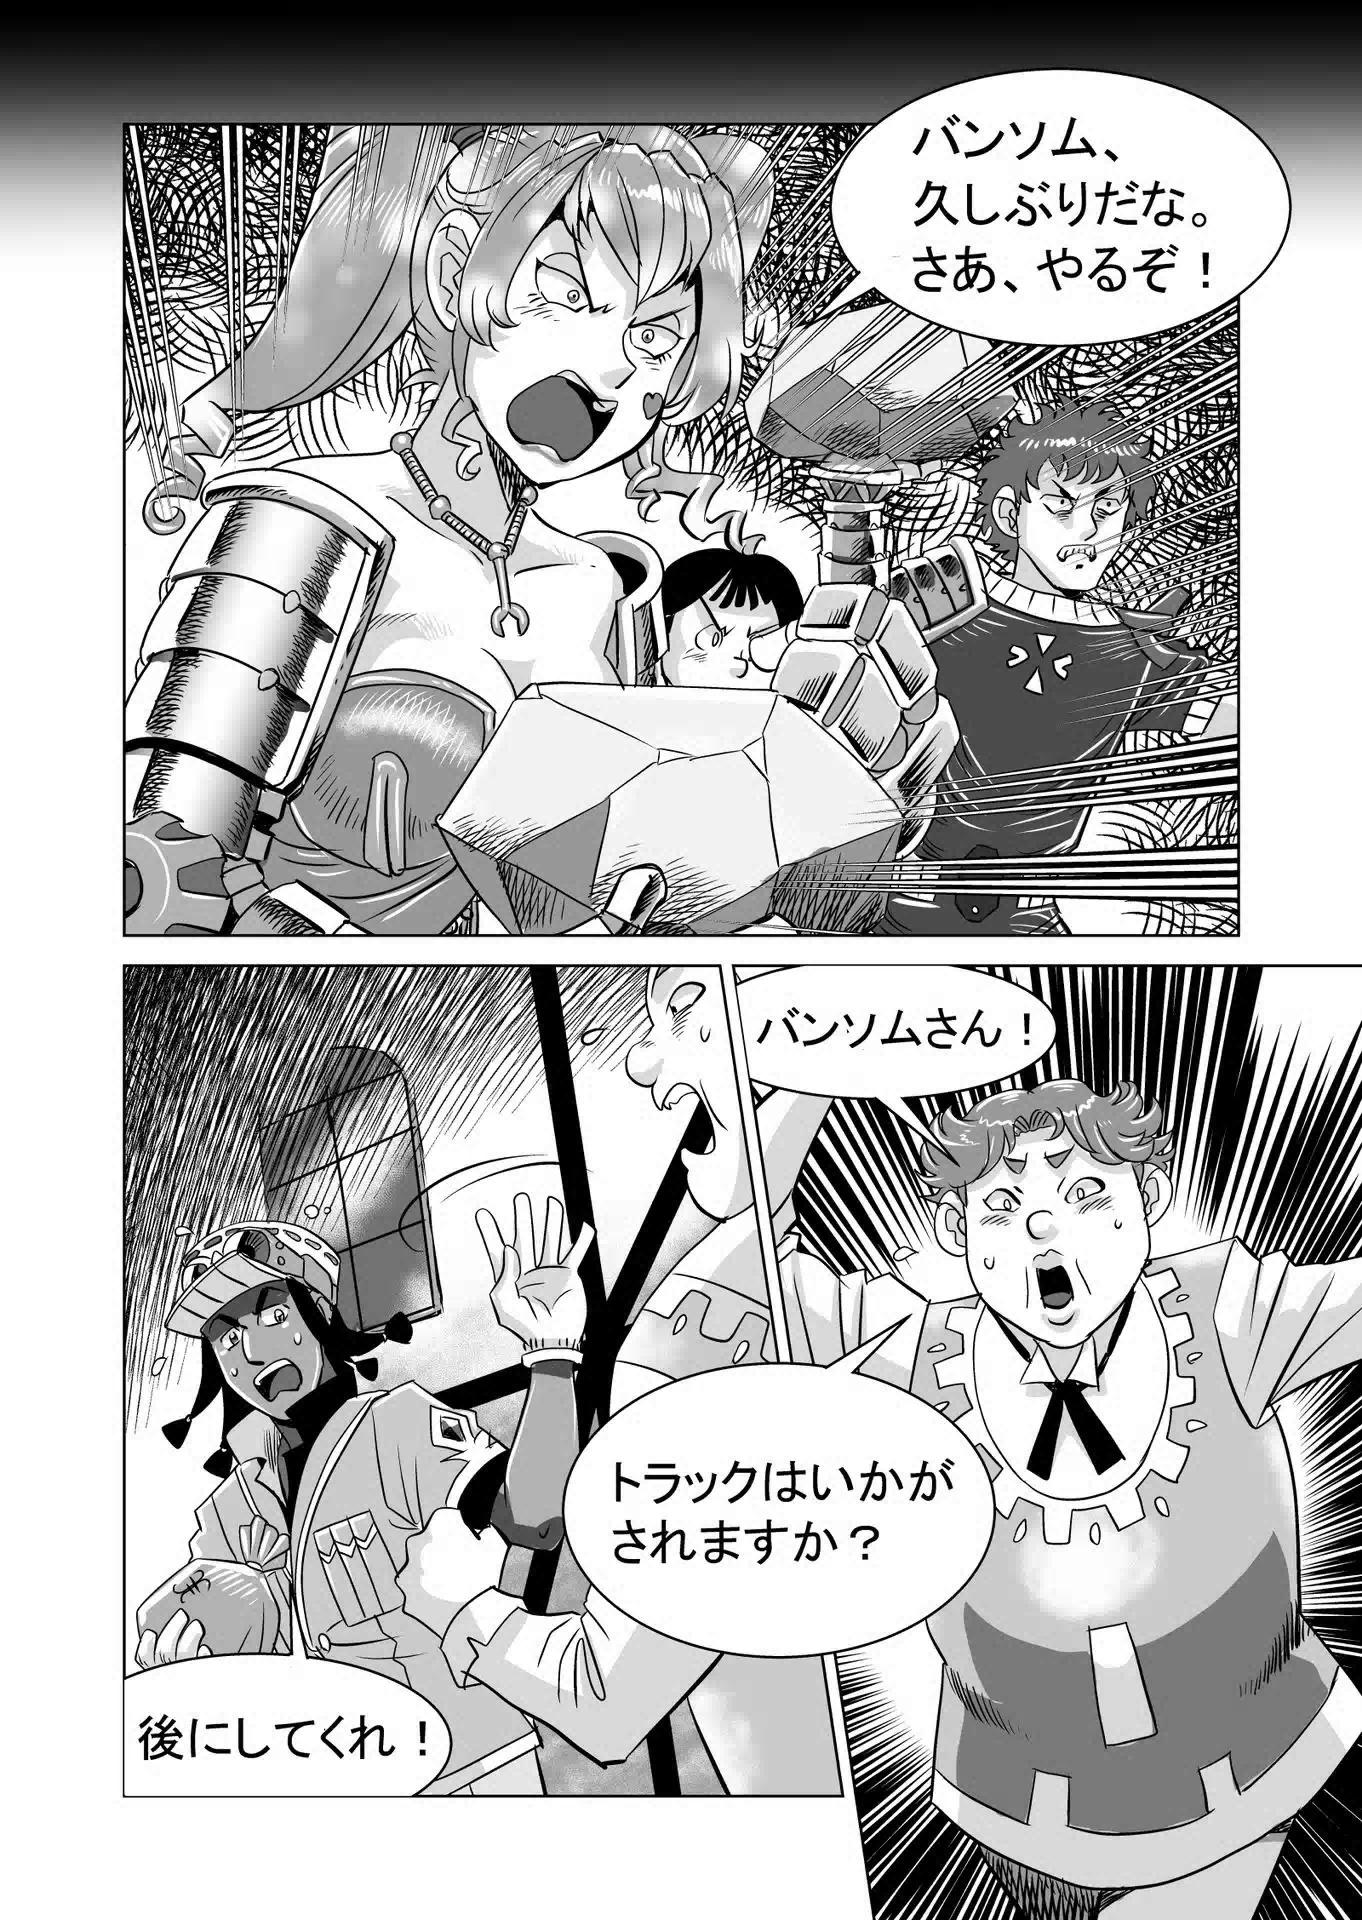 バンソム、
久しぶりだな。
さあ、やるぞ！
バンソムさん！
トラックはいかが
されますか？
後にしてくれ！